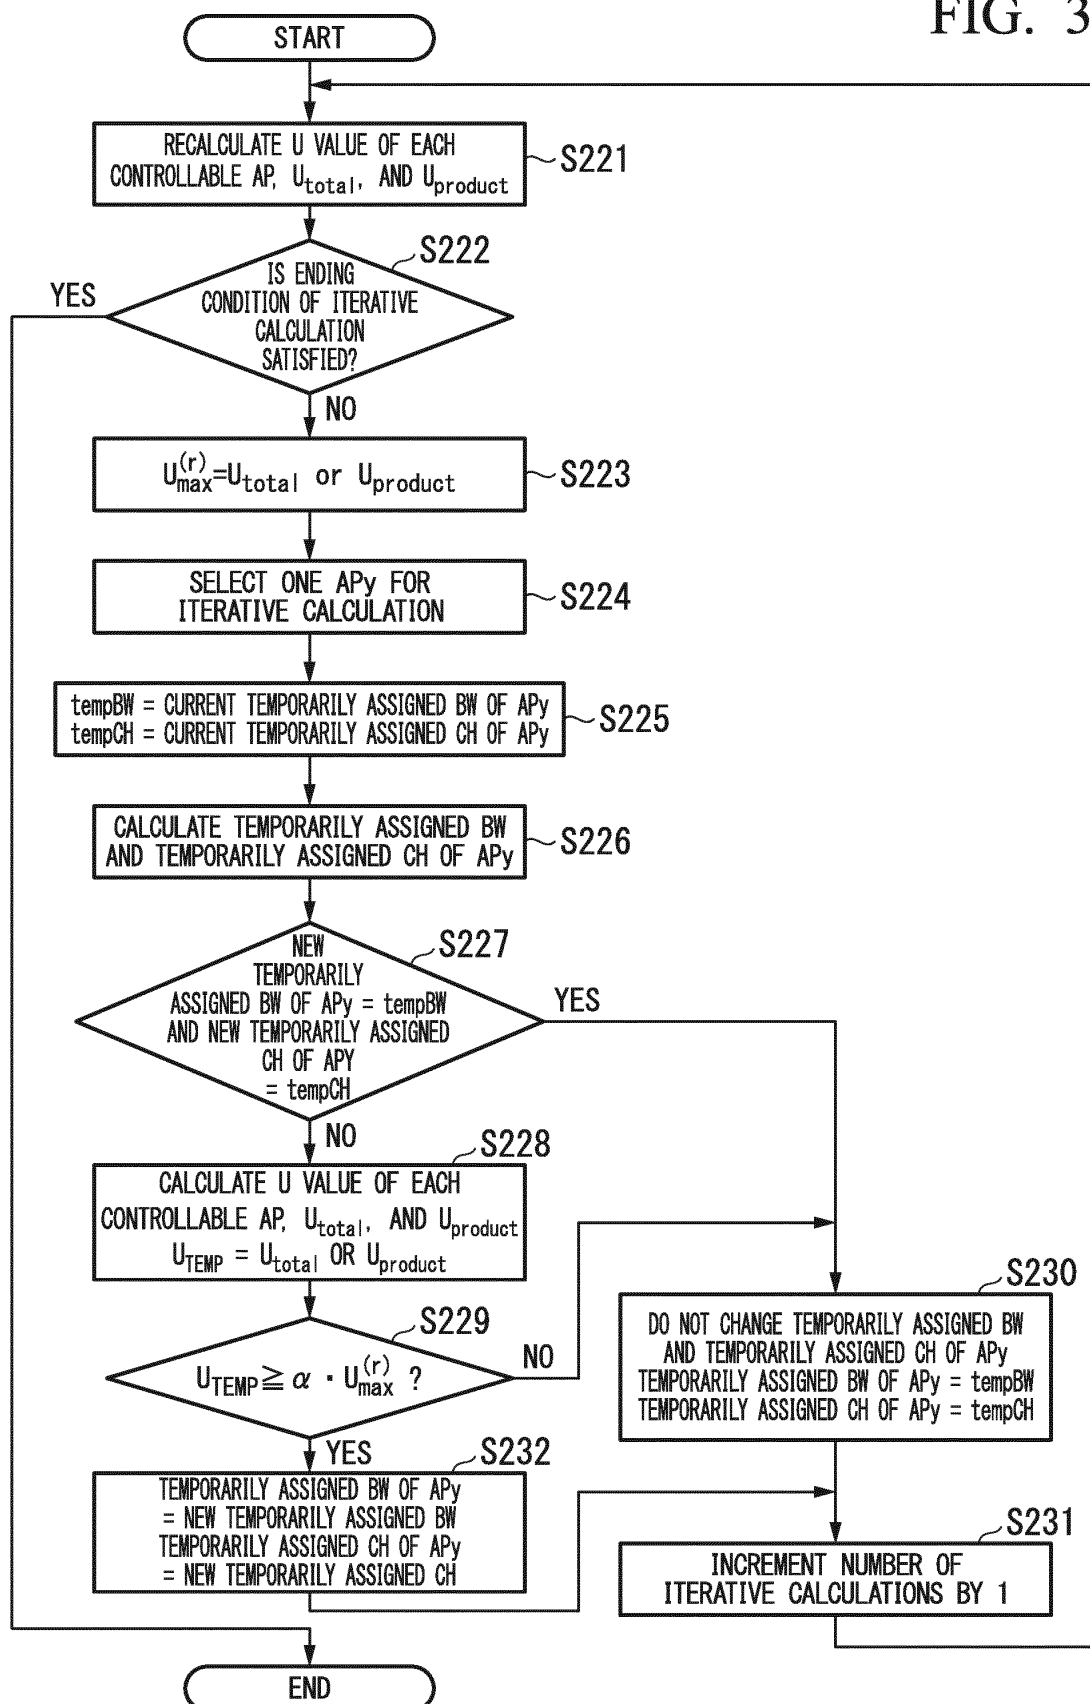 FIG. 3
START
RECALCULATE U VALUE OF EACH
CONTROLLABLE AP, Utotal, AND Uproduct
S221
S222
IS ENDING
CONDITION OF ITERATIVE
CALCULATION
SATISFIED?
YES
NO
U(r)max=Utotal or Uproduct
S223
SELECT ONE APy FOR
ITERATIVE CALCULATION
S224
tempBW = CURRENT TEMPORARILY ASSIGNED BW OF APy
tempCH = CURRENT TEMPORARILY ASSIGNED CH OF APy
S225
CALCULATE TEMPORARILY ASSIGNED BW
AND TEMPORARILY ASSIGNED CH OF APy
S226
S227
NEW
TEMPORARILY
ASSIGNED BW OF APy = tempBW
AND NEW TEMPORARILY ASSIGNED
CH OF APY
= tempCH
YES
NO
S228
CALCULATE U VALUE OF EACH
CONTROLLABLE AP, Utotal, AND Uproduct
UTEMP = Utotal OR Uproduct
S229
UTEMP ≧ α · U(r)max ?
NO
YES
S230
DO NOT CHANGE TEMPORARILY ASSIGNED BW
AND TEMPORARILY ASSIGNED CH OF APy
TEMPORARILY ASSIGNED BW OF APy = tempBW
TEMPORARILY ASSIGNED CH OF APy = tempCH
S232
TEMPORARILY ASSIGNED BW OF APy
= NEW TEMPORARILY ASSIGNED BW
TEMPORARILY ASSIGNED CH OF APy
= NEW TEMPORARILY ASSIGNED CH
S231
INCREMENT NUMBER OF
ITERATIVE CALCULATIONS BY 1
END